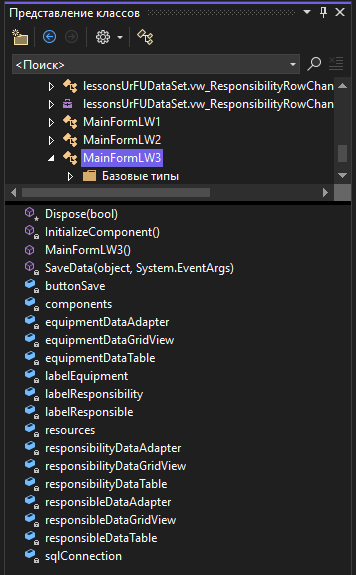 Представление классов
<Поиск>
lessonsUrFUDataSet.vw_ResponsibilityRowChan
lessonsUrFUDataSet.vw_ResponsibilityRowChan
MainFormLW1
MainFormLW2
MainFormLW3
Базовые типы
Dispose(bool)
InitializeComponent()
MainFormLW3()
SaveData(object, System.EventArgs)
buttonSave
components
equipmentDataAdapter
equipmentDataGridView
equipmentDataTable
labelEquipment
labelResponsibility
labelResponsible
resources
responsibilityDataAdapter
responsibilityDataGridView
responsibilityDataTable
responsibleDataAdapter
responsibleDataGridView
responsibleDataTable
sqlConnection